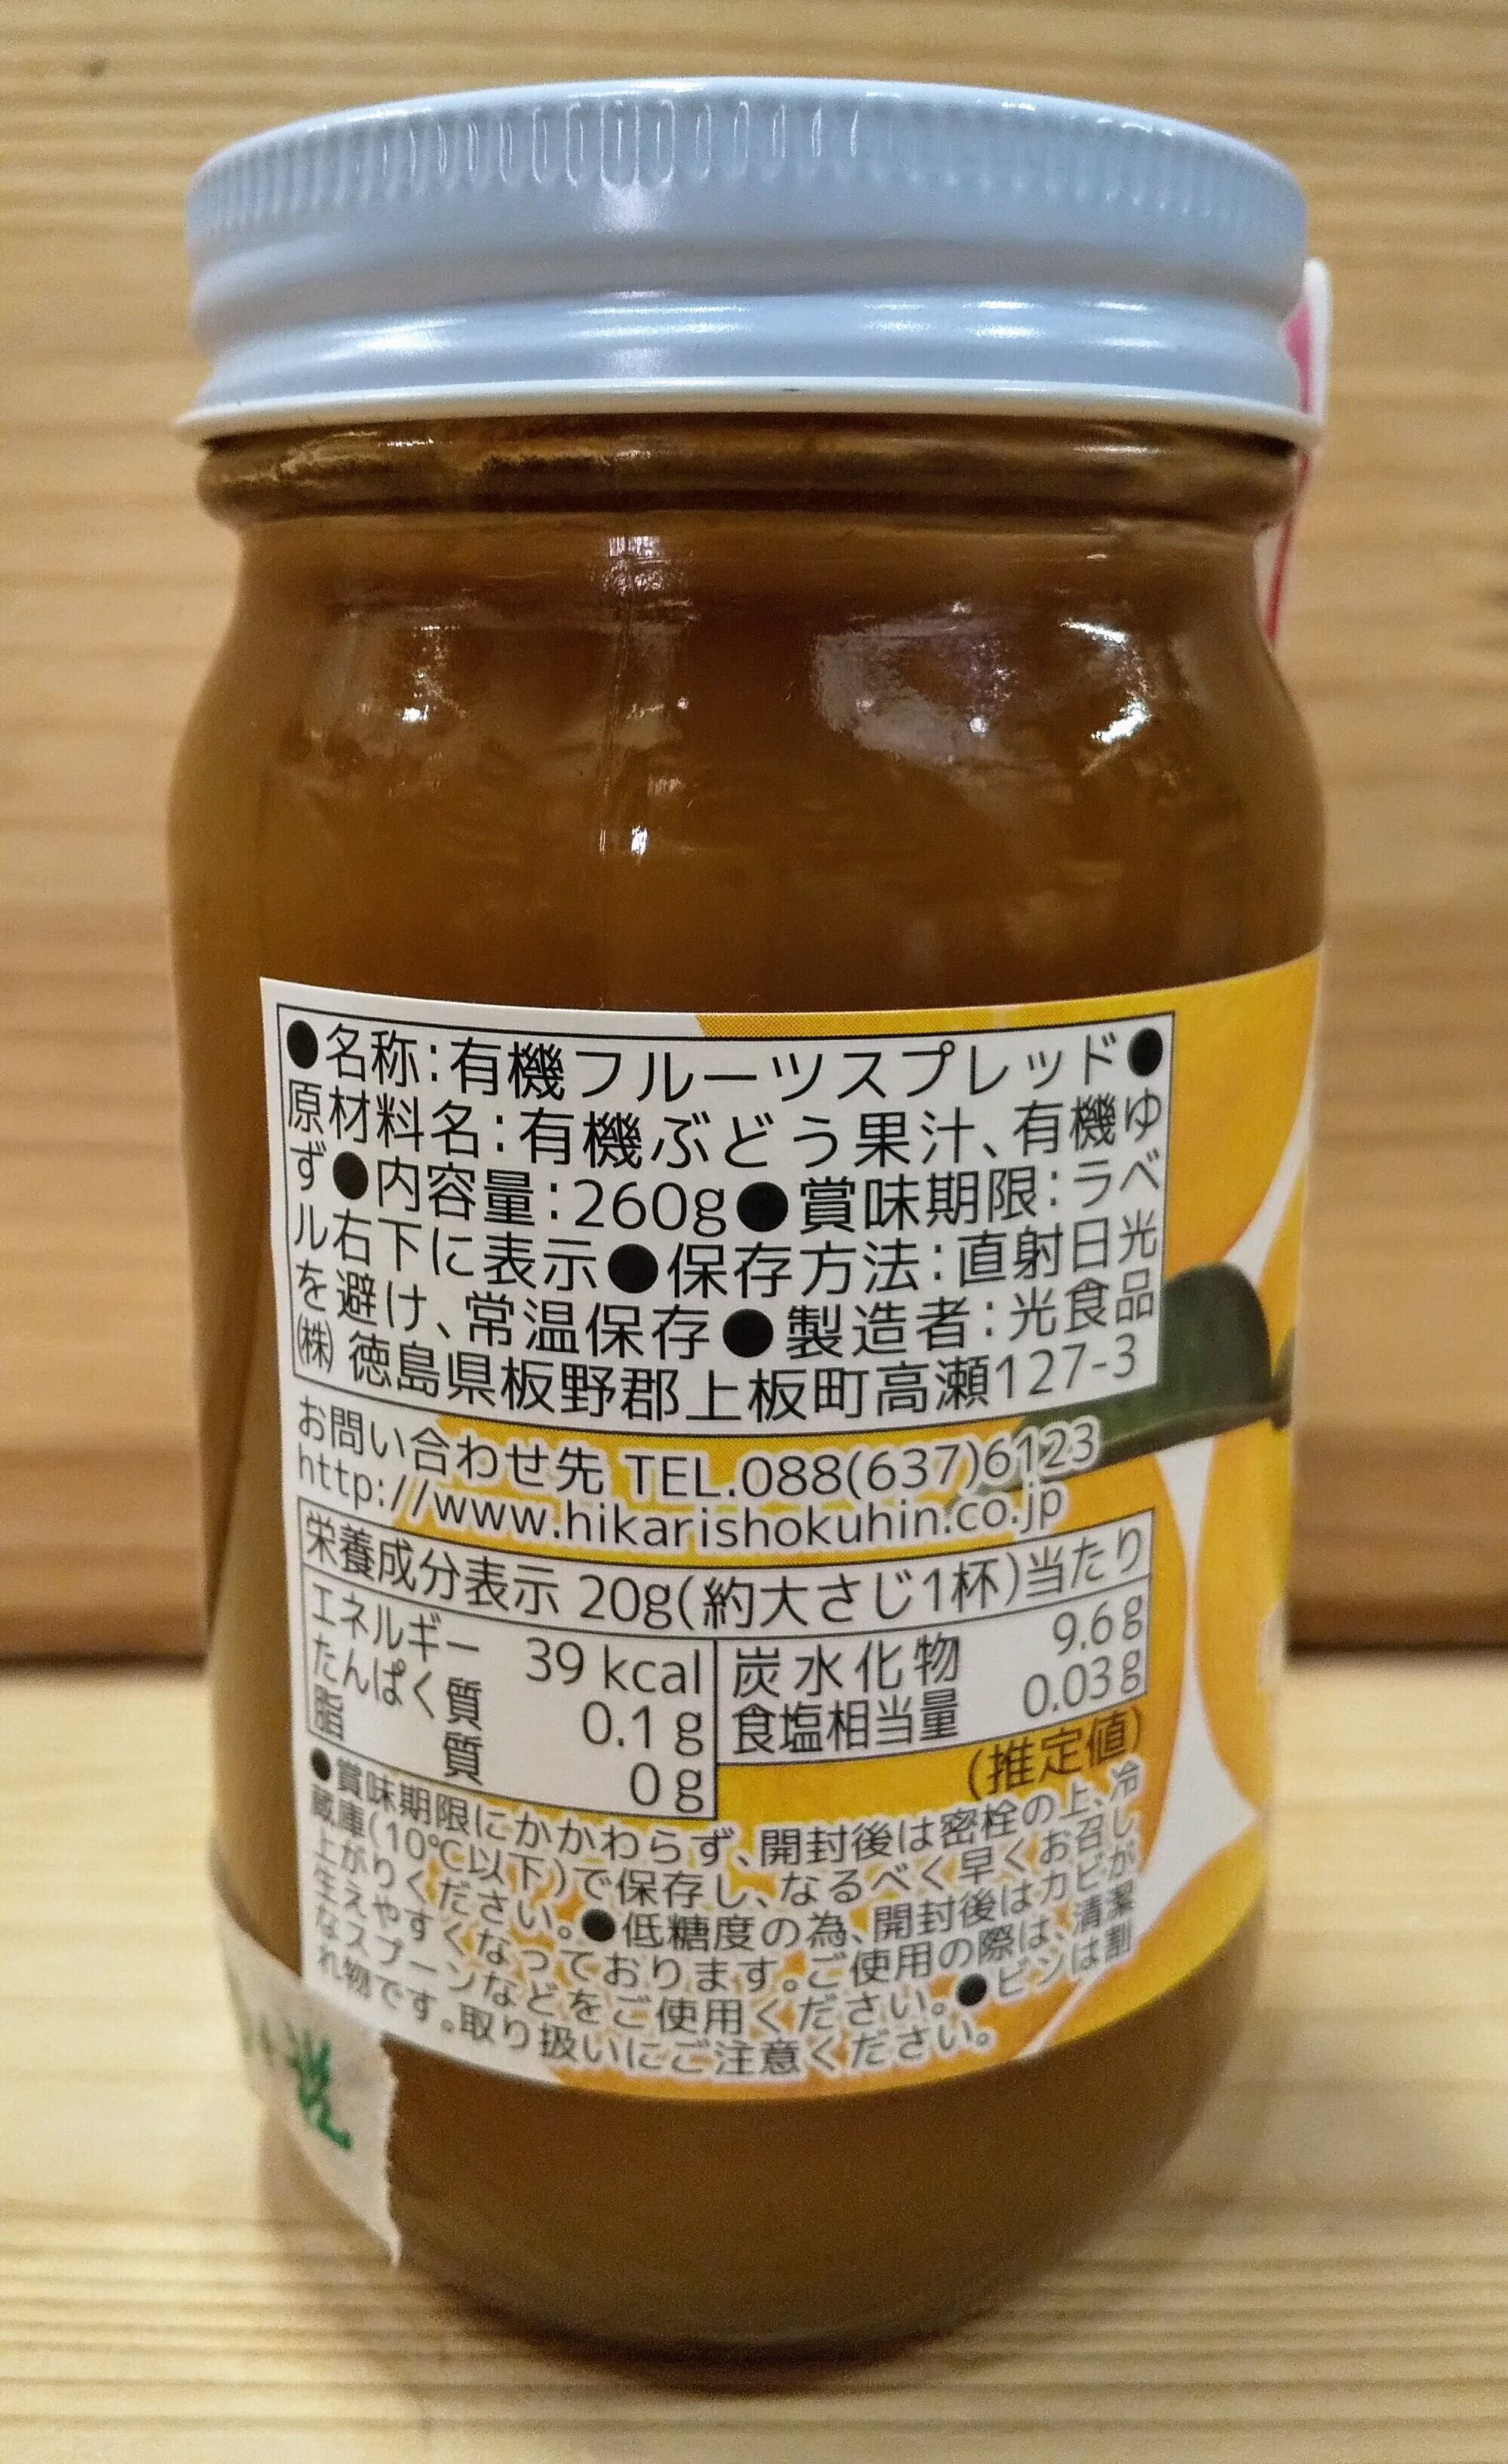 ●名称:有機フルーツスプレッド●
原材料名:有機ぶどう果汁、有機ゆ
ず●内容量:260g●賞味期限:ラベ
ル右下に表示●保存方法:直射日光
を避け、常温保存●製造者:光食品
㈱ 徳島県板野郡上板町高瀬127-3
お問い合わせ先 TEL.088(637)6123
http://www.hikarishokuhin.co.jp
栄養成分表示 20g(約大さじ1杯)当たり
エネルギー 39 kcal
たんぱく質 0.1 g
脂質 0 g
炭水化物 9.6 g
食塩相当量 0.03 g
(推定値)
●賞味期限にかかわらず、開封後は密栓の上、冷
蔵庫(10℃以下)で保存し、なるべく早くお召し
上がりください。●低糖度の為、開封後はカビが
生えやすくなっております。ご使用の際は、清潔
なスプーンなどをご使用ください。●ビンは割
れ物です。取り扱いにご注意ください。